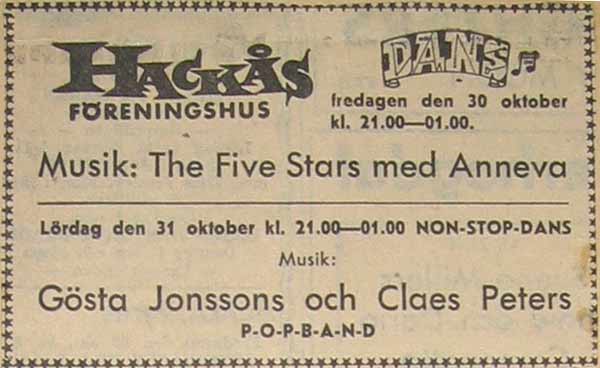 HACKÅS
FÖRENINGSHUS
DANS
fredagen den 30 oktober
kl. 21.00—01.00.
Musik: The Five Stars med Anneva
Lördag den 31 oktober kl. 21.00—01.00 NON-STOP-DANS
Musik:
Gösta Jonssons och Claes Peters
P-O-P-B-A-N-D